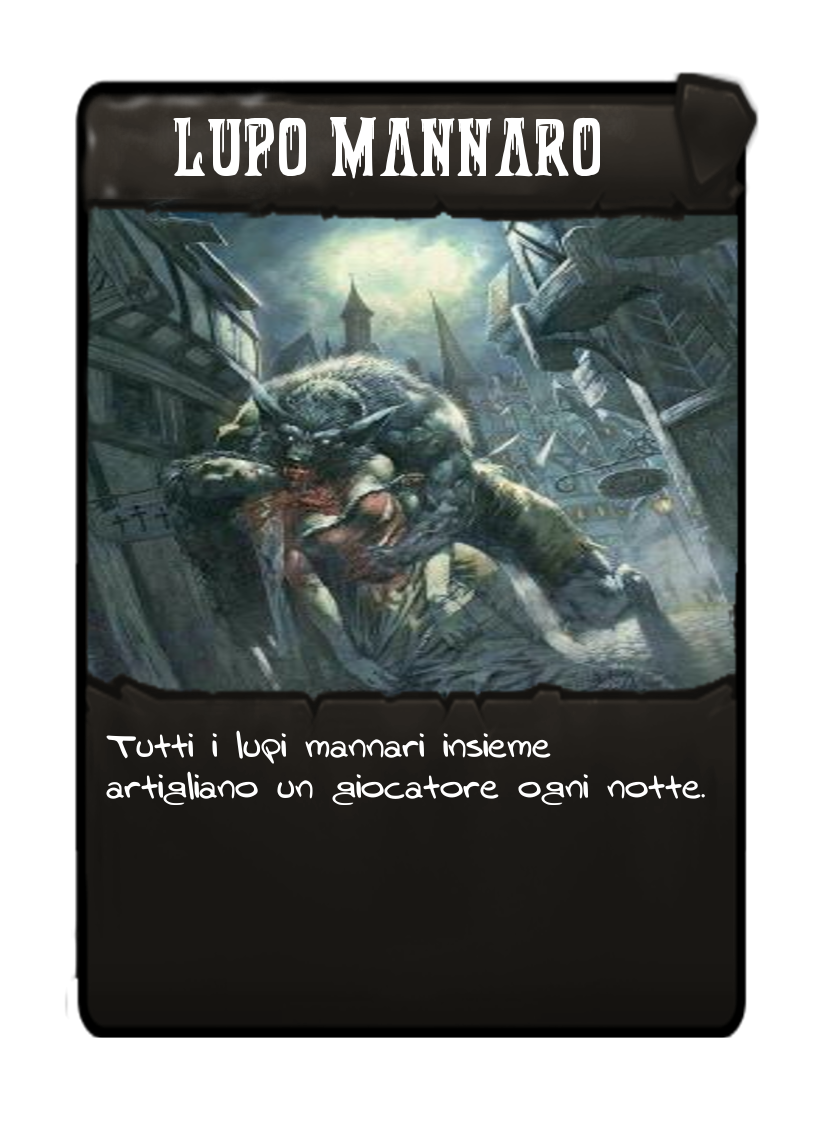 LUPO MANNARO
Tutti i lupi mannari insieme
artigliano un giocatore ogni notte.